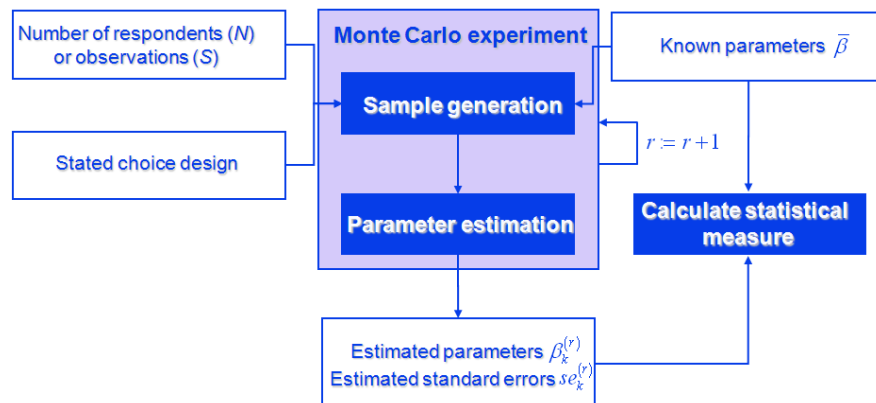 Number of respondents (N)
or observations (S)
Monte Carlo experiment
Known parameters β̅
Sample generation
r := r + 1
Stated choice design
Parameter estimation
Calculate statistical
measure
Estimated parameters β_k^(r)
Estimated standard errors se_k^(r)